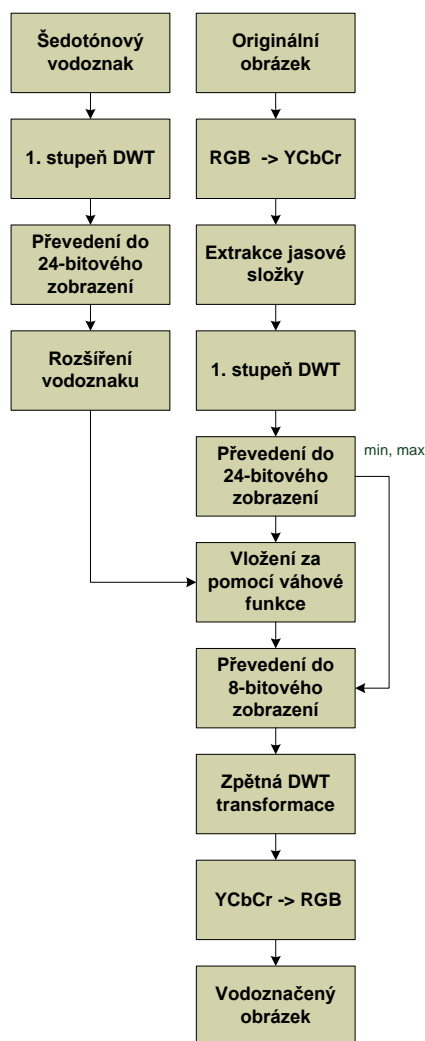 Šedotónový
vodoznak
1. stupeň DWT
Převedení do
24-bitového
zobrazení
Rozšíření
vodoznaku
Originální
obrázek
RGB -> YCbCr
Extrakce jasové
složky
1. stupeň DWT
Převedení do
24-bitového
zobrazení
min, max
Vložení za
pomocí váhové
funkce
Převedení do
8-bitového
zobrazení
Zpětná DWT
transformace
YCbCr -> RGB
Vodoznačený
obrázek